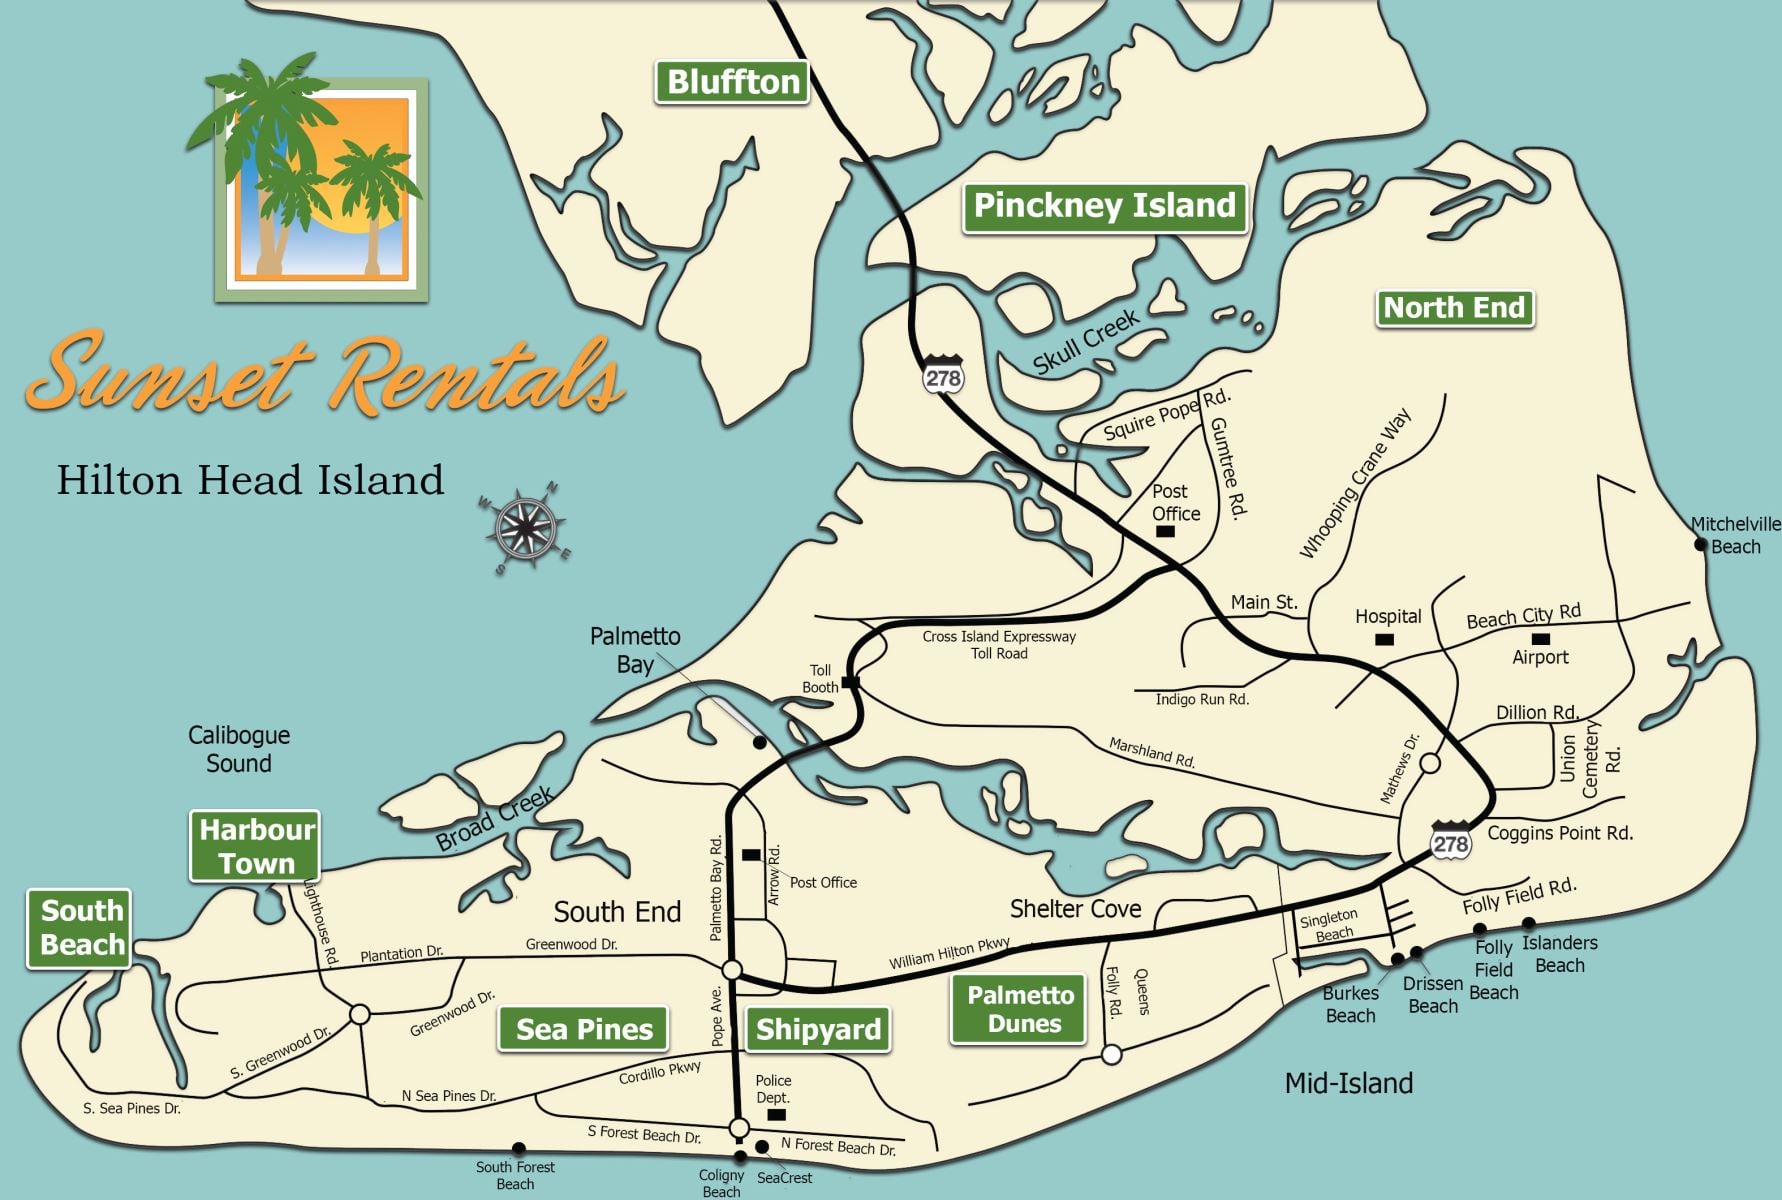 Bluffton
Pinckney Island
North End
Sunset Rentals
Hilton Head Island
N
W
E
S
278
Skull Creek
Squire Pope Rd.
Gumtree Rd.
Whooping Crane Way
Post
Office
Mitchelville
Beach
Main St.
Hospital
Beach City Rd
Airport
Cross Island Expressway
Toll Road
Palmetto
Bay
Toll
Booth
Indigo Run Rd.
Dillion Rd.
Union
Cemetery
Rd.
Calibogue
Sound
Marshland Rd.
Mathews Dr.
Broad Creek
Harbour
Town
278
Coggins Point Rd.
Palmetto Bay Rd.
Arrow Rd.
Post Office
South
Beach
Lighthouse Rd.
South End
Shelter Cove
Folly Field Rd.
Singleton
Beach
Plantation Dr.
Greenwood Dr.
William Hilton Pkwy
Folly
Field
Beach
Islanders
Beach
Burkes
Beach
Drissen
Beach
Greenwood Dr.
Sea Pines
Pope Ave.
Shipyard
Palmetto
Dunes
Queens
Folly Rd.
S. Greenwood Dr.
Cordillo Pkwy
Mid-Island
S. Sea Pines Dr.
N Sea Pines Dr.
Police
Dept.
S Forest Beach Dr.
N Forest Beach Dr.
South Forest
Beach
Coligny
Beach
SeaCrest